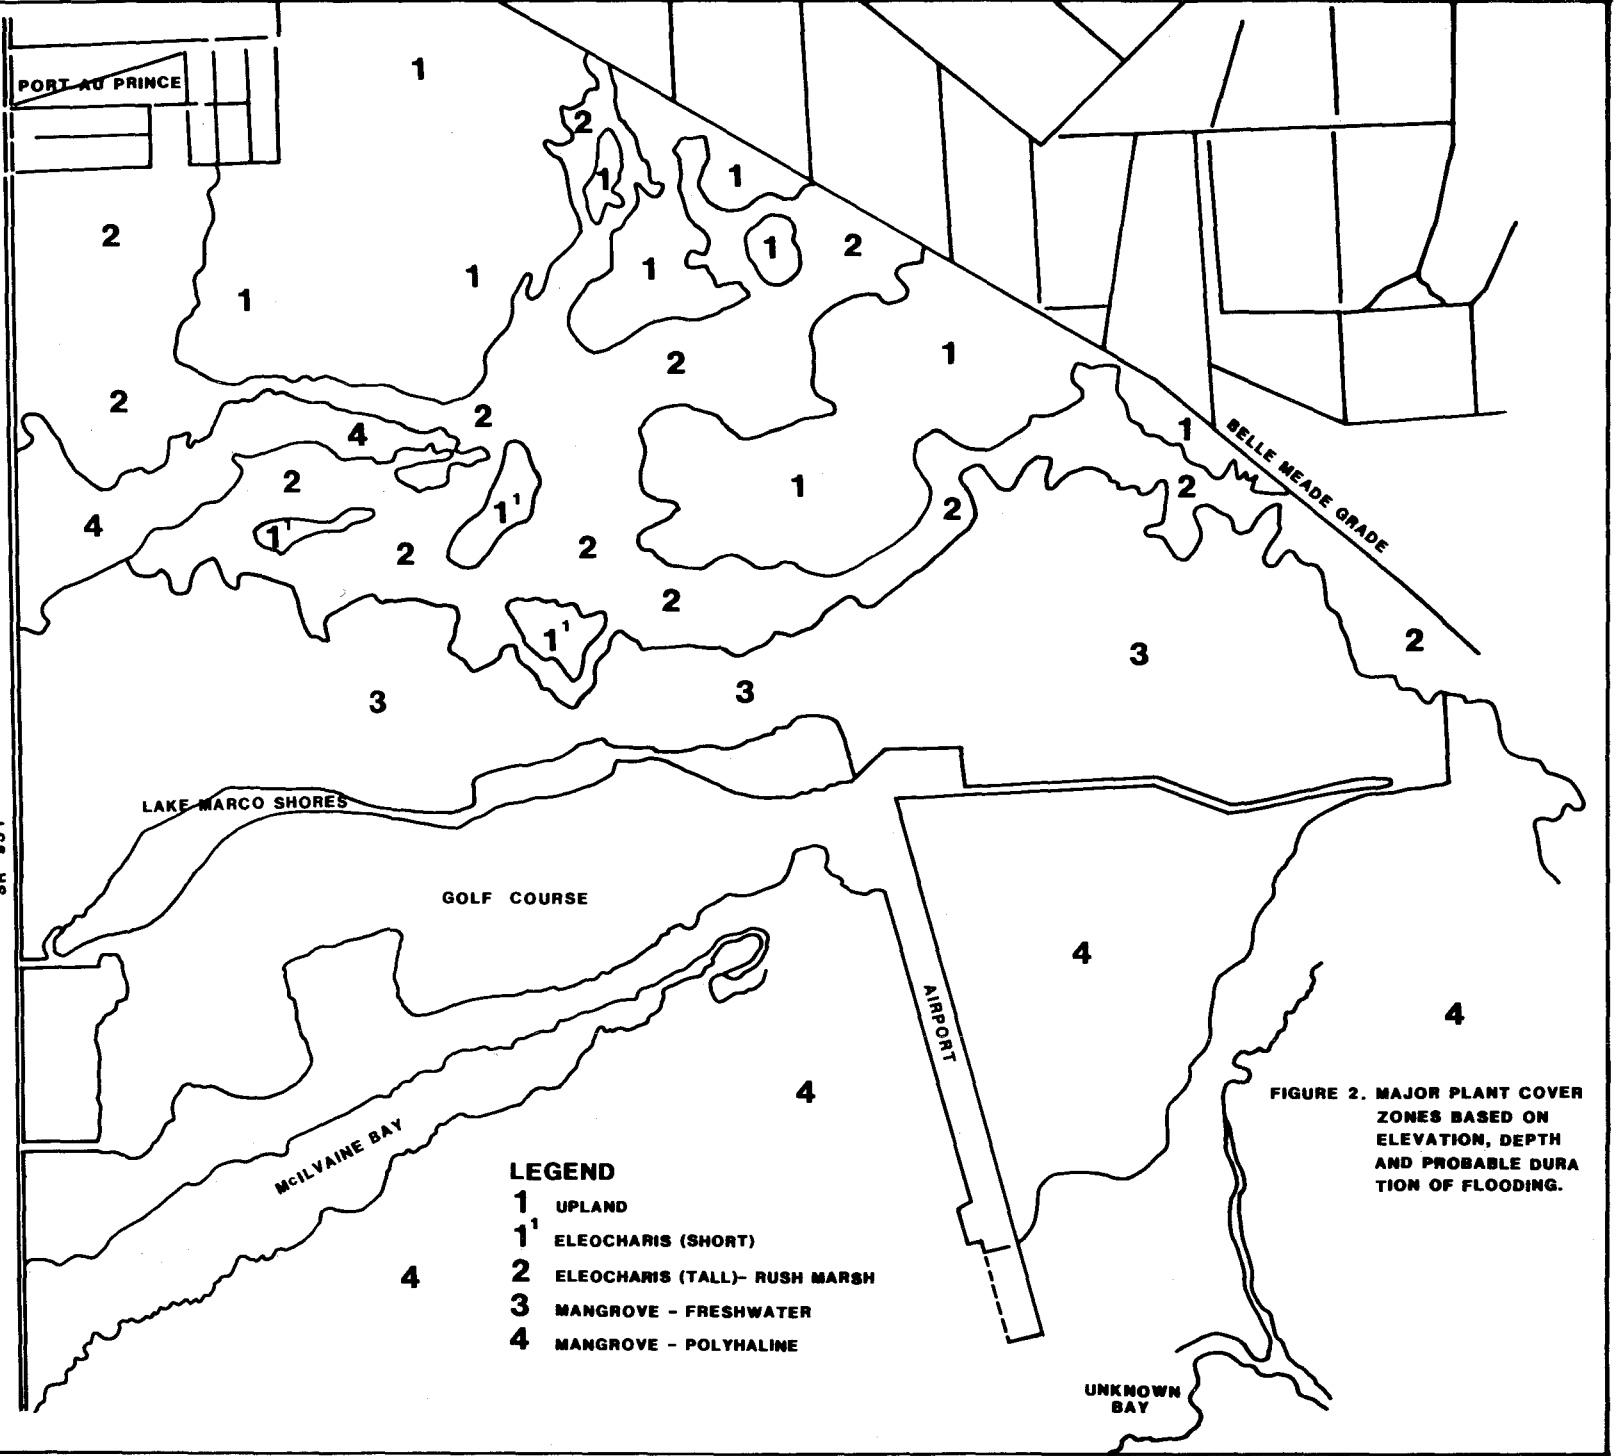 1
PORT AU PRINCE
2
1
1
2
1
2
1
1
1
2
1
2
2
4
2
1
BELLE MEADE GRADE
2
1
2
1¹
2
4
1¹
2
2
2
1¹
3
2
3
3
LAKE MARCO SHORES
GOLF COURSE
4
AIRPORT
4
4
FIGURE 2. MAJOR PLANT COVER
ZONES BASED ON
ELEVATION, DEPTH
AND PROBABLE DURA
TION OF FLOODING.
McILVAINE BAY
LEGEND
1 UPLAND
1¹ ELEOCHARIS (SHORT)
2 ELEOCHARIS (TALL)- RUSH MARSH
3 MANGROVE - FRESHWATER
4 MANGROVE - POLYHALINE
4
UNKNOWN
BAY